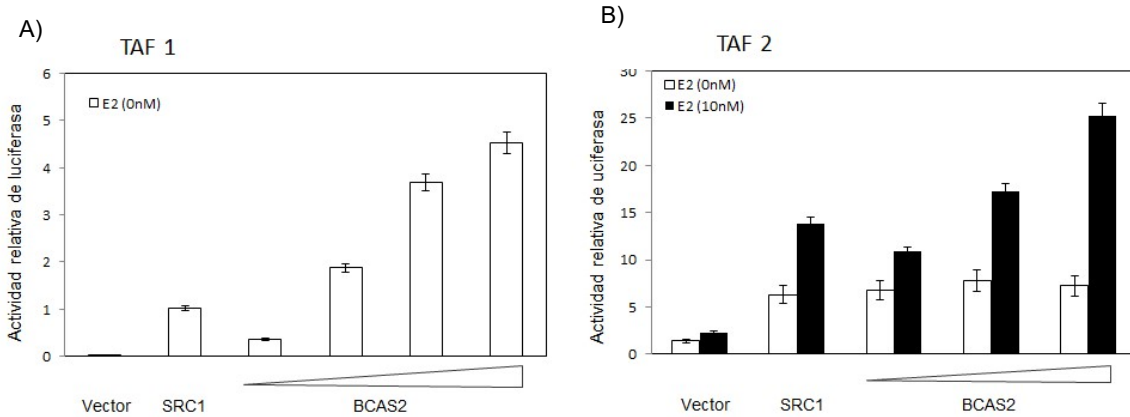 A)
TAF 1
Actividad relativa de luciferasa
6
5
4
3
2
1
0
E2 (0nM)
Vector
SRC1
BCAS2
B)
TAF 2
Actividad relativa de uciferasa
30
25
20
15
10
5
0
E2 (0nM)
E2 (10nM)
Vector
SRC1
BCAS2